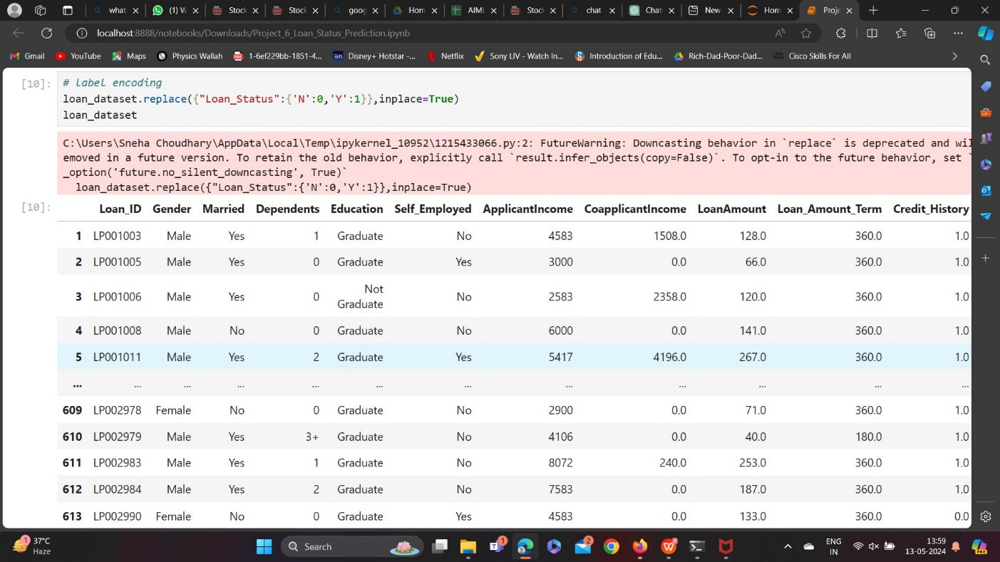 what
(1) W
Stock
Stock
goog
Hom
AIML
Stock
chat
Chat
New
Hom
Proje
localhost:8888/notebooks/Downloads/Project_6_Loan_Status_Prediction.ipynb
Gmail YouTube Maps Physics Wallah 1-6ef229bb-1851-4... Disney+ Hotstar -... Netflix Sony LIV - Watch In... Introduction of Edu... Rich-Dad-Poor-Dad... Cisco Skills For All
[10]: # Label encoding
loan_dataset.replace({"Loan_Status":{'N':0,'Y':1}},inplace=True)
loan_dataset
C:\Users\Sneha Choudhary\AppData\Local\Temp\ipykernel_10952\1215433066.py:2: FutureWarning: Downcasting behavior in `replace` is deprecated and wil
emoved in a future version. To retain the old behavior, explicitly call `result.infer_objects(copy=False)`. To opt-in to the future behavior, set `
_option('future.no_silent_downcasting', True)`
loan_dataset.replace({"Loan_Status":{'N':0,'Y':1}},inplace=True)
[10]: Loan_ID Gender Married Dependents Education Self_Employed ApplicantIncome CoapplicantIncome LoanAmount Loan_Amount_Term Credit_History
1 LP001003 Male Yes 1 Graduate No 4583 1508.0 128.0 360.0 1.0
2 LP001005 Male Yes 0 Graduate Yes 3000 0.0 66.0 360.0 1.0
3 LP001006 Male Yes 0 Not Graduate No 2583 2358.0 120.0 360.0 1.0
4 LP001008 Male No 0 Graduate No 6000 0.0 141.0 360.0 1.0
5 LP001011 Male Yes 2 Graduate Yes 5417 4196.0 267.0 360.0 1.0
... ... ... ... ... ... ... ... ... ... ... ...
609 LP002978 Female No 0 Graduate No 2900 0.0 71.0 360.0 1.0
610 LP002979 Male Yes 3+ Graduate No 4106 0.0 40.0 180.0 1.0
611 LP002983 Male Yes 1 Graduate No 8072 240.0 253.0 360.0 1.0
612 LP002984 Male Yes 2 Graduate No 7583 0.0 187.0 360.0 1.0
613 LP002990 Female No 0 Graduate Yes 4583 0.0 133.0 360.0 0.0
1 37°C
Haze
Search
1
2
ENG
IN
13:59
13-05-2024
PRE